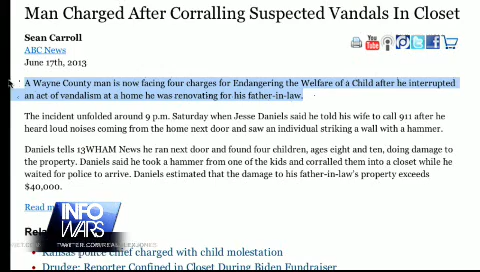 Man Charged After Corralling Suspected Vandals In Closet
Sean Carroll
ABC News
June 17th, 2013
A Wayne County man is now facing four charges for Endangering the Welfare of a Child after he interrupted
an act of vendalism at a home he was renovating for his father-in-law.
The incident unfolded around 9 p.m. Saturday when Jesse Daniels said he told his wife to call 911 after he
heard loud noises coming from the home next door and saw an individual striking a wall with a hammer.
Daniels tells 13WHAM News he ran next door and found four children, ages eight and ten, doing damage to
the property. Daniels said he took a hammer from one of the kids and corralled them into a closet while he
waited for police to arrive. Daniels estimated that the damage to his father-in-law's property exceeds
$40,000.
Read m
INFO
WARS
Rela
TWITTER.COM/REALALEXJONES
Kansas police chief charged with child molestation
Drudge: Reporter Confined in Closet During Biden Fundraiser